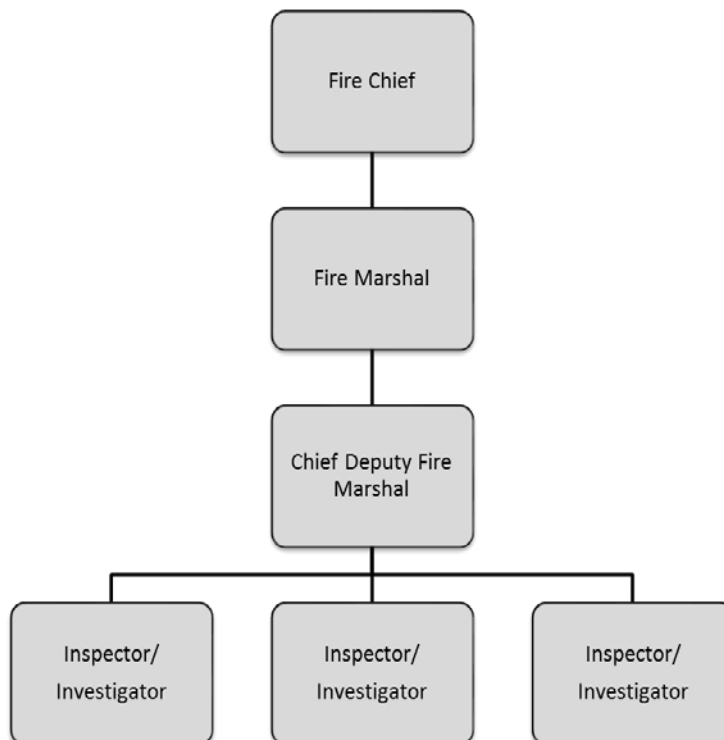 Fire Chief
Fire Marshal
Chief Deputy Fire
Marshal
Inspector/
Investigator
Inspector/
Investigator
Inspector/
Investigator